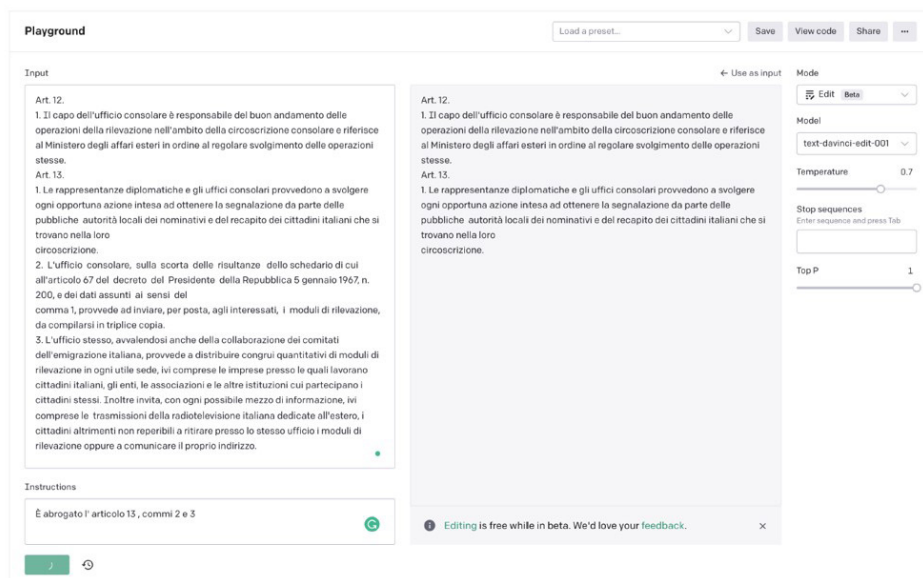 Playground
Load a preset...
Save
View code
Share
...
Input
← Use as input
Mode
Art. 12.
1. Il capo dell'ufficio consolare è responsabile del buon andamento delle
operazioni della rilevazione nell'ambito della circoscrizione consolare e riferisce
al Ministero degli affari esteri in ordine al regolare svolgimento delle operazioni
stesse.
Art. 13.
1. Le rappresentanze diplomatiche e gli uffici consolari provvedono a svolgere
ogni opportuna azione intesa ad ottenere la segnalazione da parte delle
pubbliche autorità locali dei nominativi e del recapito dei cittadini italiani che si
trovano nella loro
circoscrizione.
2. L'ufficio consolare, sulla scorta delle risultanze dello schedario di cui
all'articolo 67 del decreto del Presidente della Repubblica 5 gennaio 1967, n.
200, e dei dati assunti ai sensi del
comma 1, provvede ad inviare, per posta, agli interessati, i moduli di rilevazione,
da compilarsi in triplice copia.
3. L'ufficio stesso, avvalendosi anche della collaborazione dei comitati
dell'emigrazione italiana, provvede a distribuire congrui quantitativi di moduli di
rilevazione in ogni utile sede, ivi comprese le imprese presso le quali lavorano
cittadini italiani, gli enti, le associazioni e le altre istituzioni cui partecipano i
cittadini stessi. Inoltre invita, con ogni possibile mezzo di informazione, ivi
comprese le trasmissioni della radiotelevisione italiana dedicate all'estero, i
cittadini altrimenti non reperibili a ritirare presso lo stesso ufficio i moduli di
rilevazione oppure a comunicare il proprio indirizzo.
Art. 12.
1. Il capo dell'ufficio consolare è responsabile del buon andamento delle
operazioni della rilevazione nell'ambito della circoscrizione consolare e riferisce
al Ministero degli affari esteri in ordine al regolare svolgimento delle operazioni
stesse.
Art. 13.
1. Le rappresentanze diplomatiche e gli uffici consolari provvedono a svolgere
ogni opportuna azione intesa ad ottenere la segnalazione da parte delle
pubbliche autorità locali dei nominativi e del recapito dei cittadini italiani che si
trovano nella loro
circoscrizione.
Edit Beta
Model
text-davinci-edit-001
Temperature 0.7
Stop sequences
Enter sequence and press Tab
Top P 1
Instructions
È abrogato l' articolo 13 , commi 2 e 3
Editing is free while in beta. We'd love your feedback.